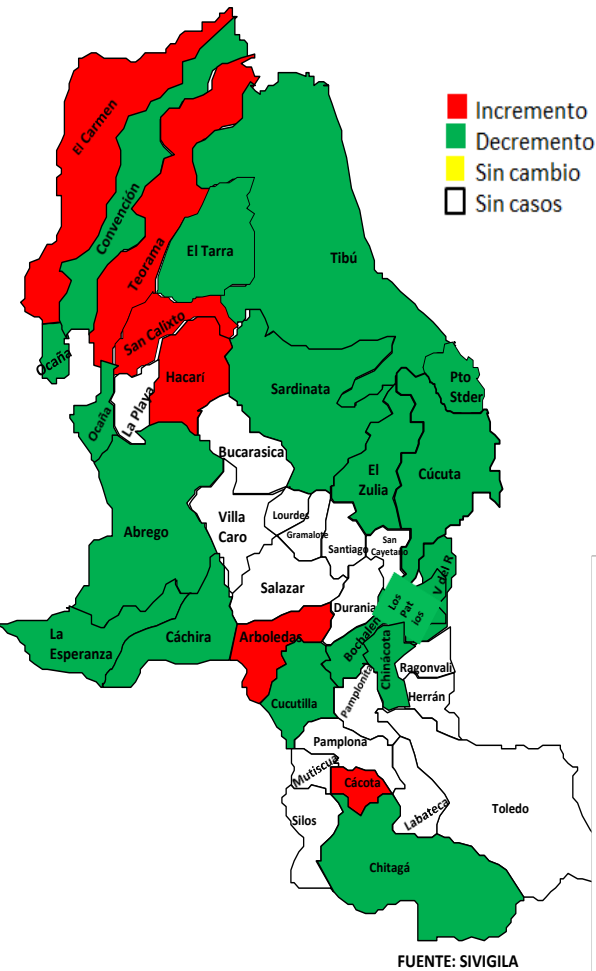 Incremento
Decremento
Sin cambio
Sin casos
El Carmen
Convención
Teorama
El Tarra
Tibú
San Calixto
Ocaña
Hacarí
La Playa
Ocaña
Sardinata
Pto
Stder
Bucarasica
El
Zulia
Cúcuta
Villa
Caro
Lourdes
Gramalote
Santiago
San
Cayetano
Abrego
V del R
Salazar
Durania
Los
Pat
ios
La
Esperanza
Cáchira
Arboledas
Bochalen
Chinácota
Ragonvali
Herrán
Pamplonita
Cucutilla
Pamplona
Mutiscua
Cácota
Silos
Labateca
Toledo
Chitagá
FUENTE: SIVIGILA